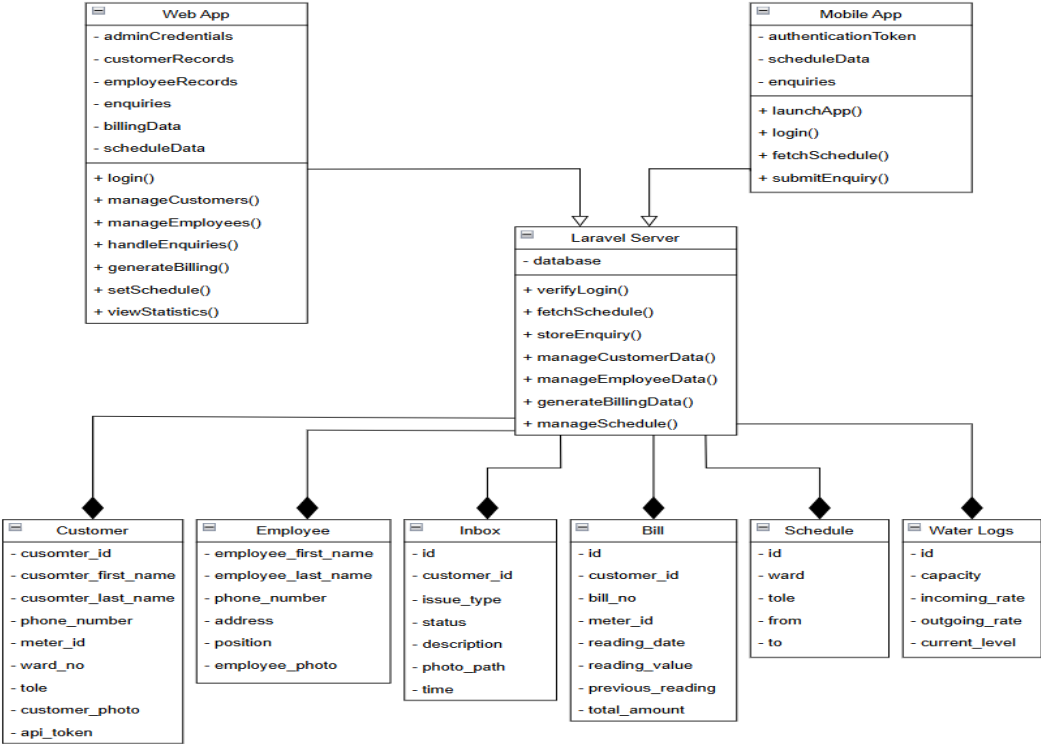 Web App
- adminCredentials
- customerRecords
- employeeRecords
- enquiries
- billingData
- scheduleData
+ login()
+ manageCustomers()
+ manageEmployees()
+ handleEnquiries()
+ generateBilling()
+ setSchedule()
+ viewStatistics()
Mobile App
- authenticationToken
- scheduleData
- enquiries
+ launchApp()
+ login()
+ fetchSchedule()
+ submitEnquiry()
Laravel Server
- database
+ verifyLogin()
+ fetchSchedule()
+ storeEnquiry()
+ manageCustomerData()
+ manageEmployeeData()
+ generateBillingData()
+ manageSchedule()
Customer
- cusomter_id
- cusomter_first_name
- cusomter_last_name
- phone_number
- meter_id
- ward_no
- tole
- customer_photo
- api_token
Employee
- employee_first_name
- employee_last_name
- phone_number
- address
- position
- employee_photo
Inbox
- id
- customer_id
- issue_type
- status
- description
- photo_path
- time
Bill
- id
- customer_id
- bill_no
- meter_id
- reading_date
- reading_value
- previous_reading
- total_amount
Schedule
- id
- ward
- tole
- from
- to
Water Logs
- id
- capacity
- incoming_rate
- outgoing_rate
- current_level